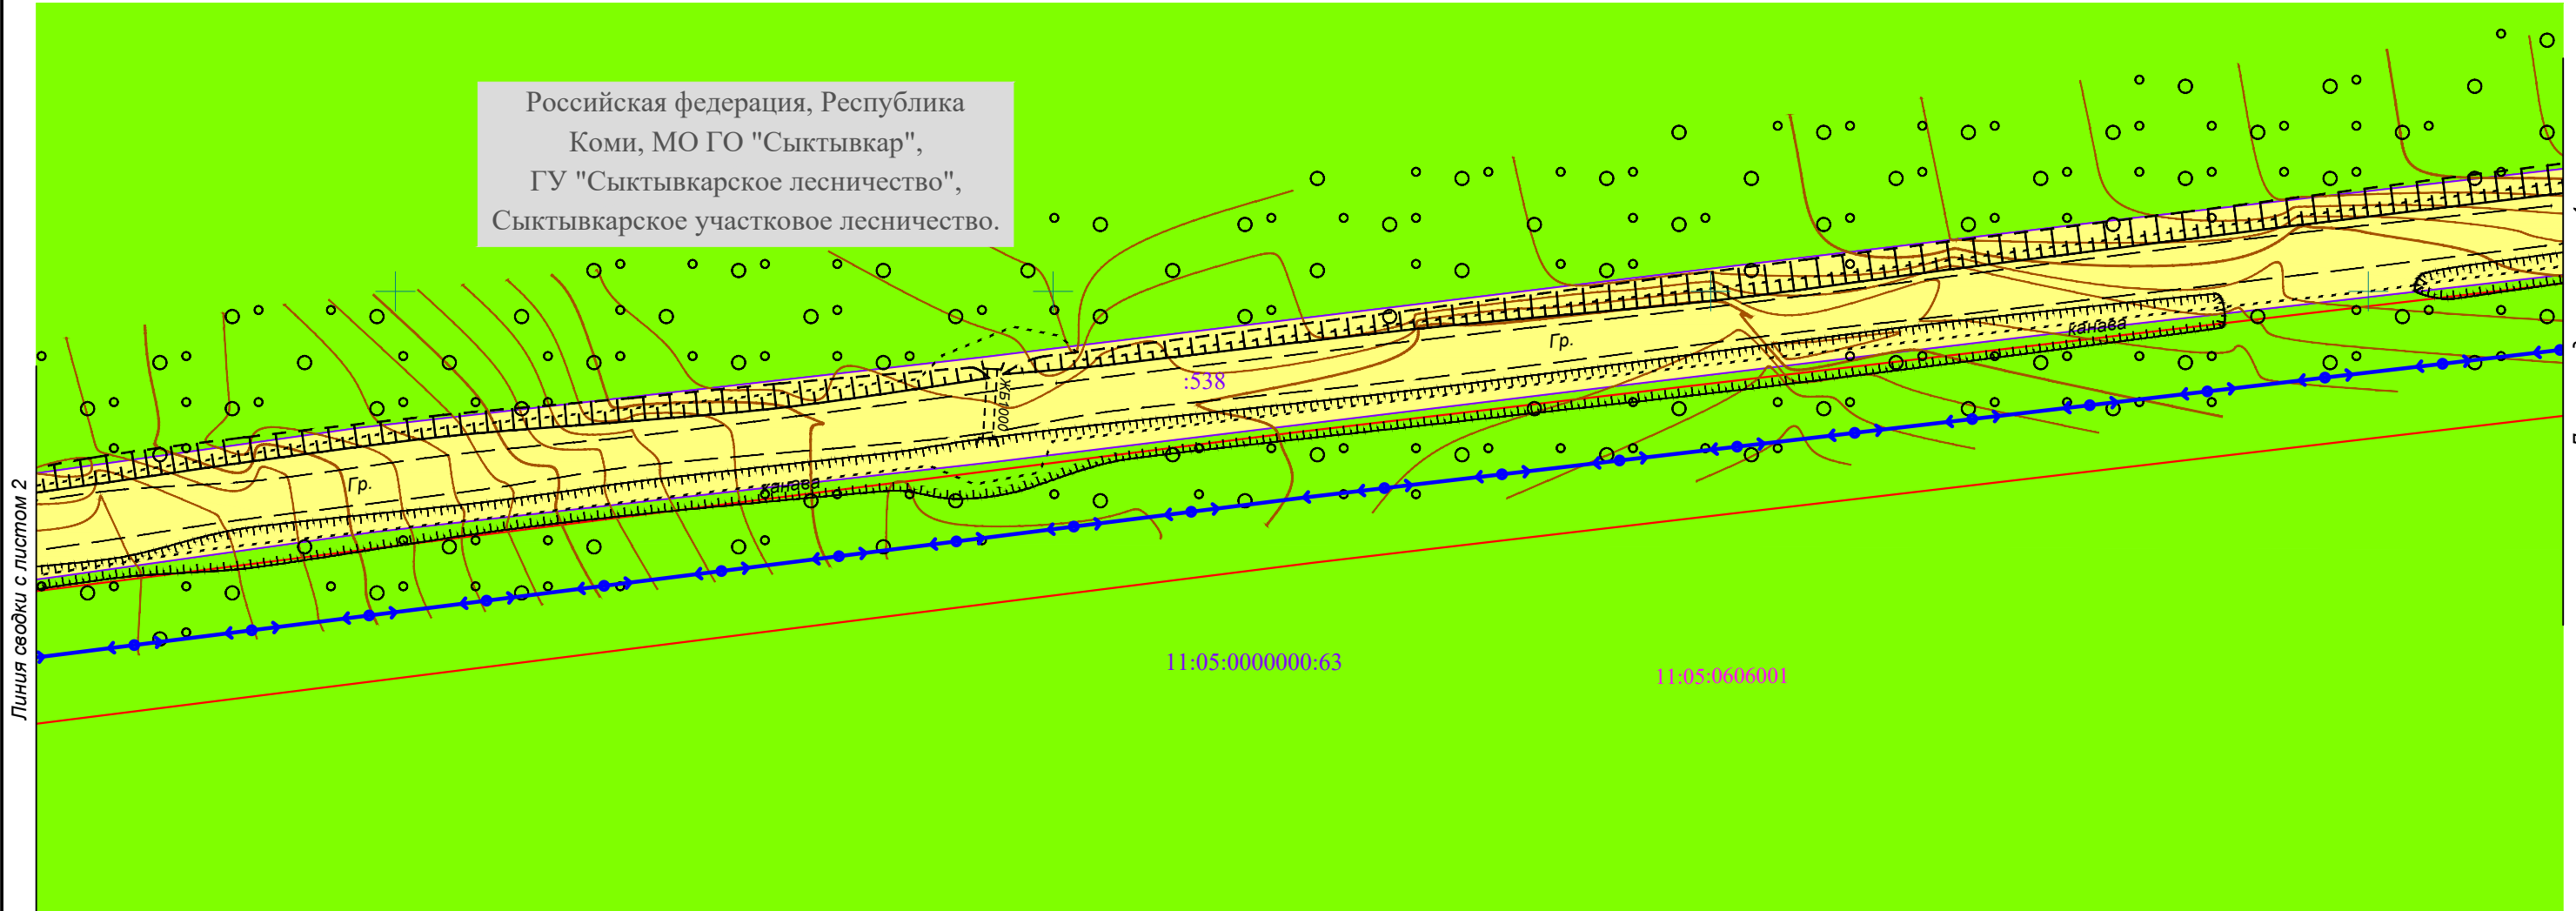 Российская федерация, Республика
Коми, МО ГО "Сыктывкар",
ГУ "Сыктывкарское лесничество",
Сыктывкарское участковое лесничество.
Гр.
канава
:538
ЖБ1000
Гр.
канава
Линия сводки с листом 2
11:05:0000000:63
11:05:0606001